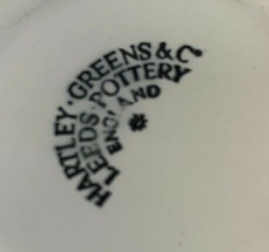 HARTLEY · GREENS & Co
LEEDS · POTTERY
ENGLAND